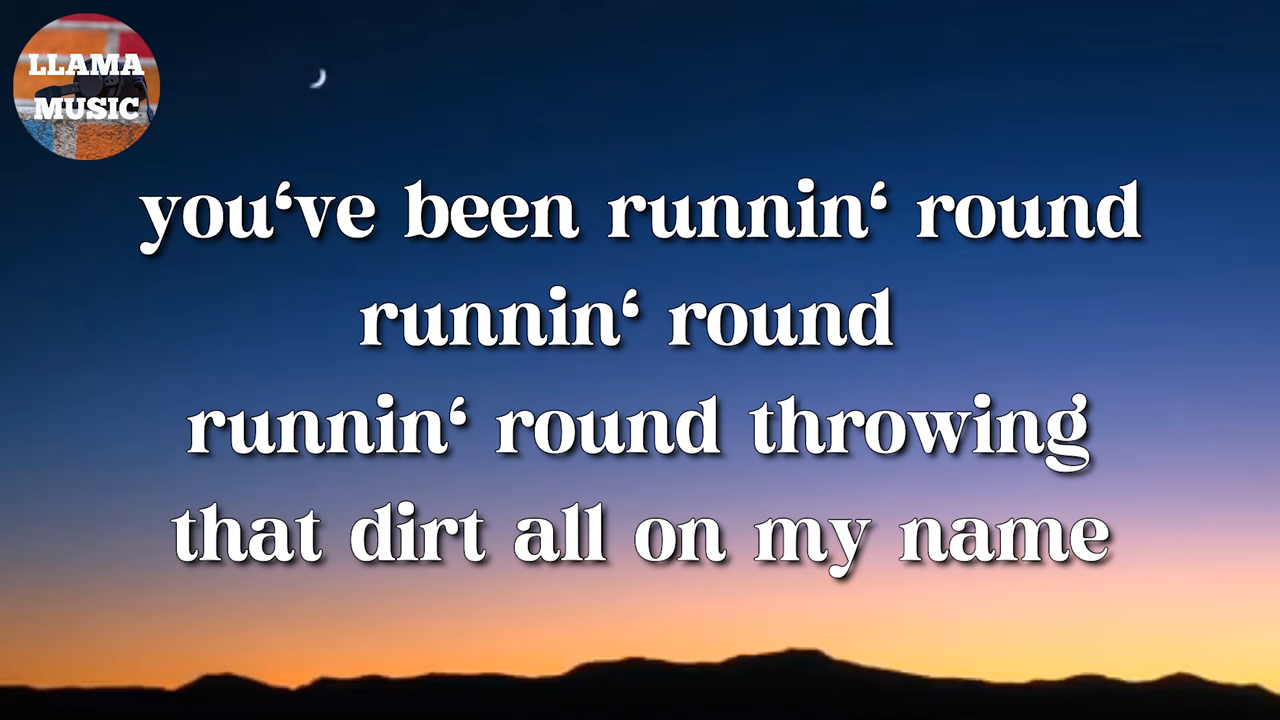 LLAMA
MUSIC
you‘ve been runnin‘ round
runnin‘ round
runnin‘ round throwing
that dirt all on my name